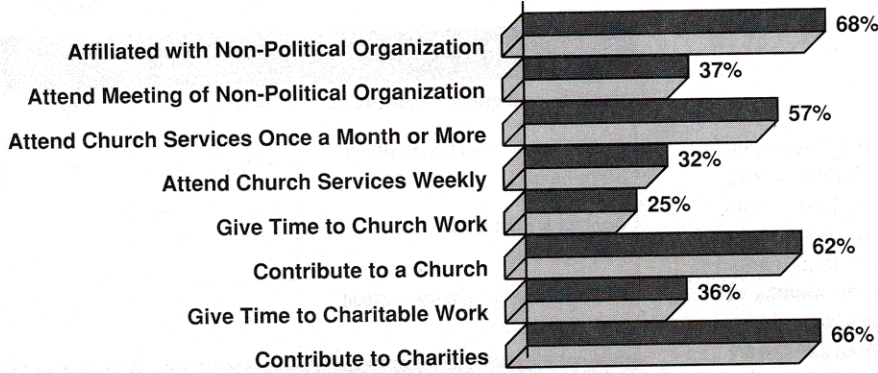 Affiliated with Non-Political Organization 68%
Attend Meeting of Non-Political Organization 37%
Attend Church Services Once a Month or More 57%
Attend Church Services Weekly 32%
Give Time to Church Work 25%
Contribute to a Church 62%
Give Time to Charitable Work 36%
Contribute to Charities 66%